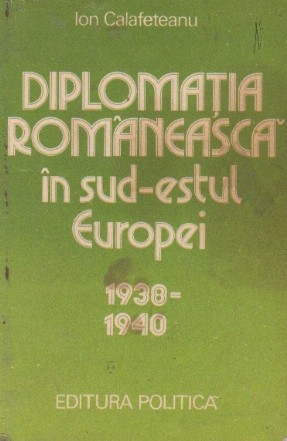 Ion Calafeteanu
DIPLOMAȚIA
ROMÂNEASCĂ
în sud-estul
Europei
1938-
1940
EDITURA POLITICĂ